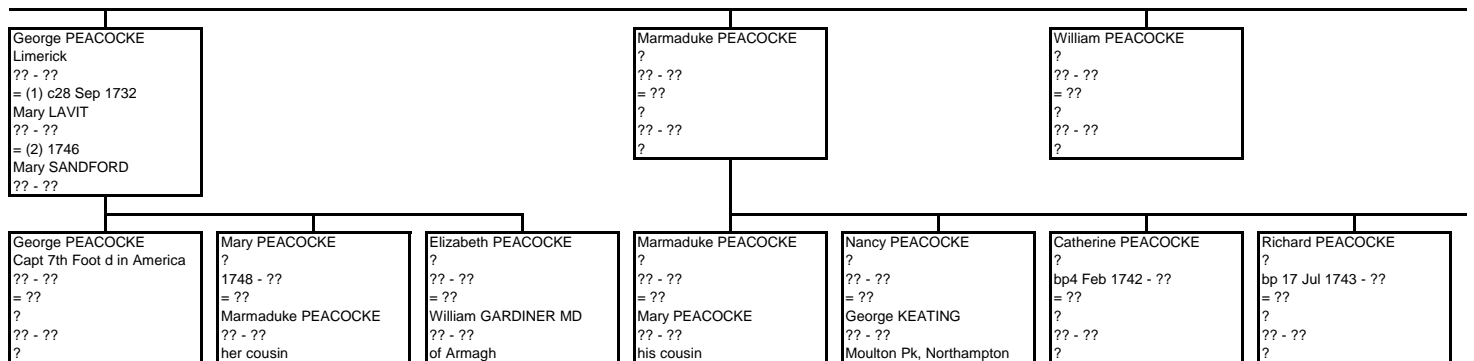 George PEACOCKE
Limerick
?? - ??
= (1) c28 Sep 1732
Mary LAVIT
?? - ??
= (2) 1746
Mary SANDFORD
?? - ??
Marmaduke PEACOCKE
?
?? - ??
= ??
?
?? - ??
?
William PEACOCKE
?
?? - ??
= ??
?
?? - ??
?
George PEACOCKE
Capt 7th Foot d in America
?? - ??
= ??
?
?? - ??
?
Mary PEACOCKE
?
1748 - ??
= ??
Marmaduke PEACOCKE
?? - ??
her cousin
Elizabeth PEACOCKE
?
?? - ??
= ??
William GARDINER MD
?? - ??
of Armagh
Marmaduke PEACOCKE
?
?? - ??
= ??
Mary PEACOCKE
?? - ??
his cousin
Nancy PEACOCKE
?
?? - ??
= ??
George KEATING
?? - ??
Moulton Pk, Northampton
Catherine PEACOCKE
?
bp4 Feb 1742 - ??
= ??
?
?? - ??
?
Richard PEACOCKE
?
bp 17 Jul 1743 - ??
= ??
?
?? - ??
?